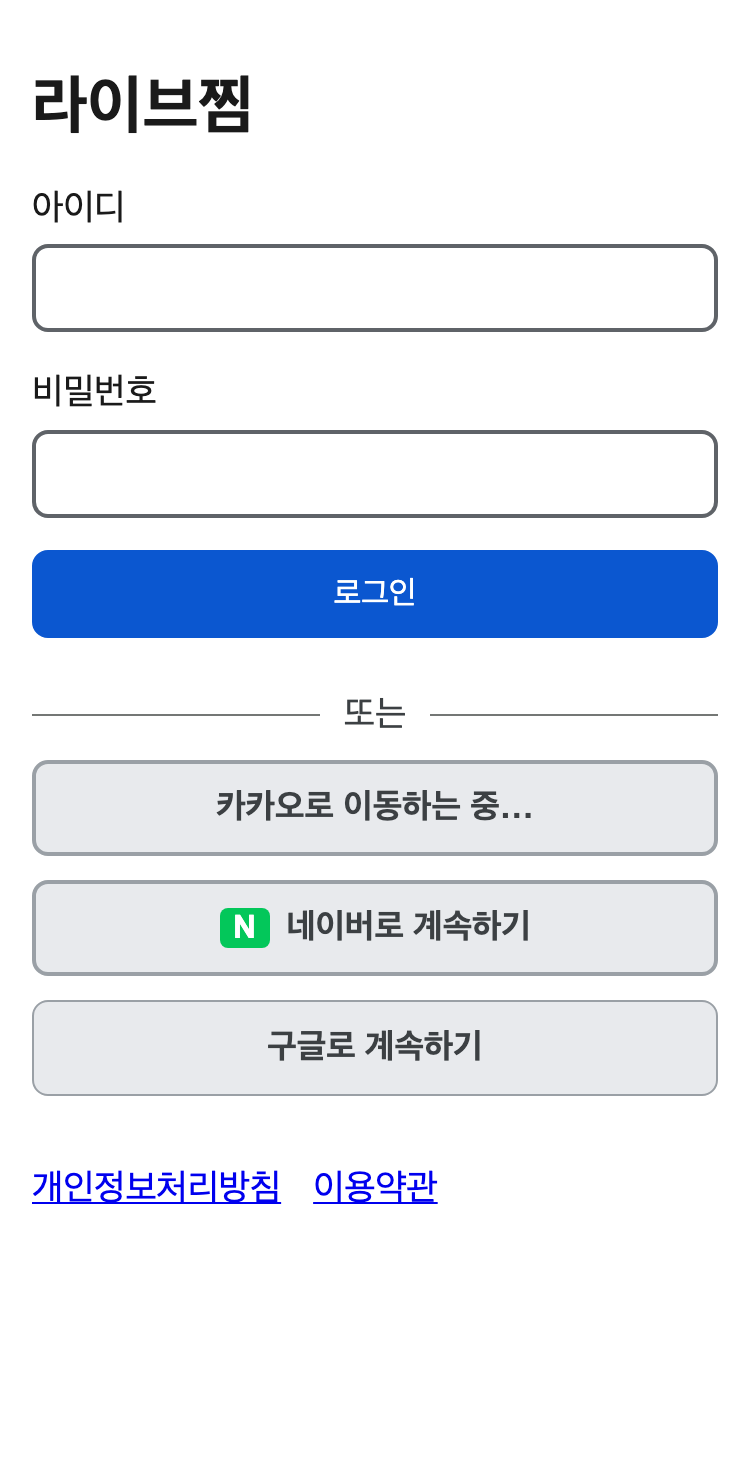 라이브찜
아이디
비밀번호
로그인
또는
카카오로 이동하는 중...
N 네이버로 계속하기
구글로 계속하기
개인정보처리방침 이용약관